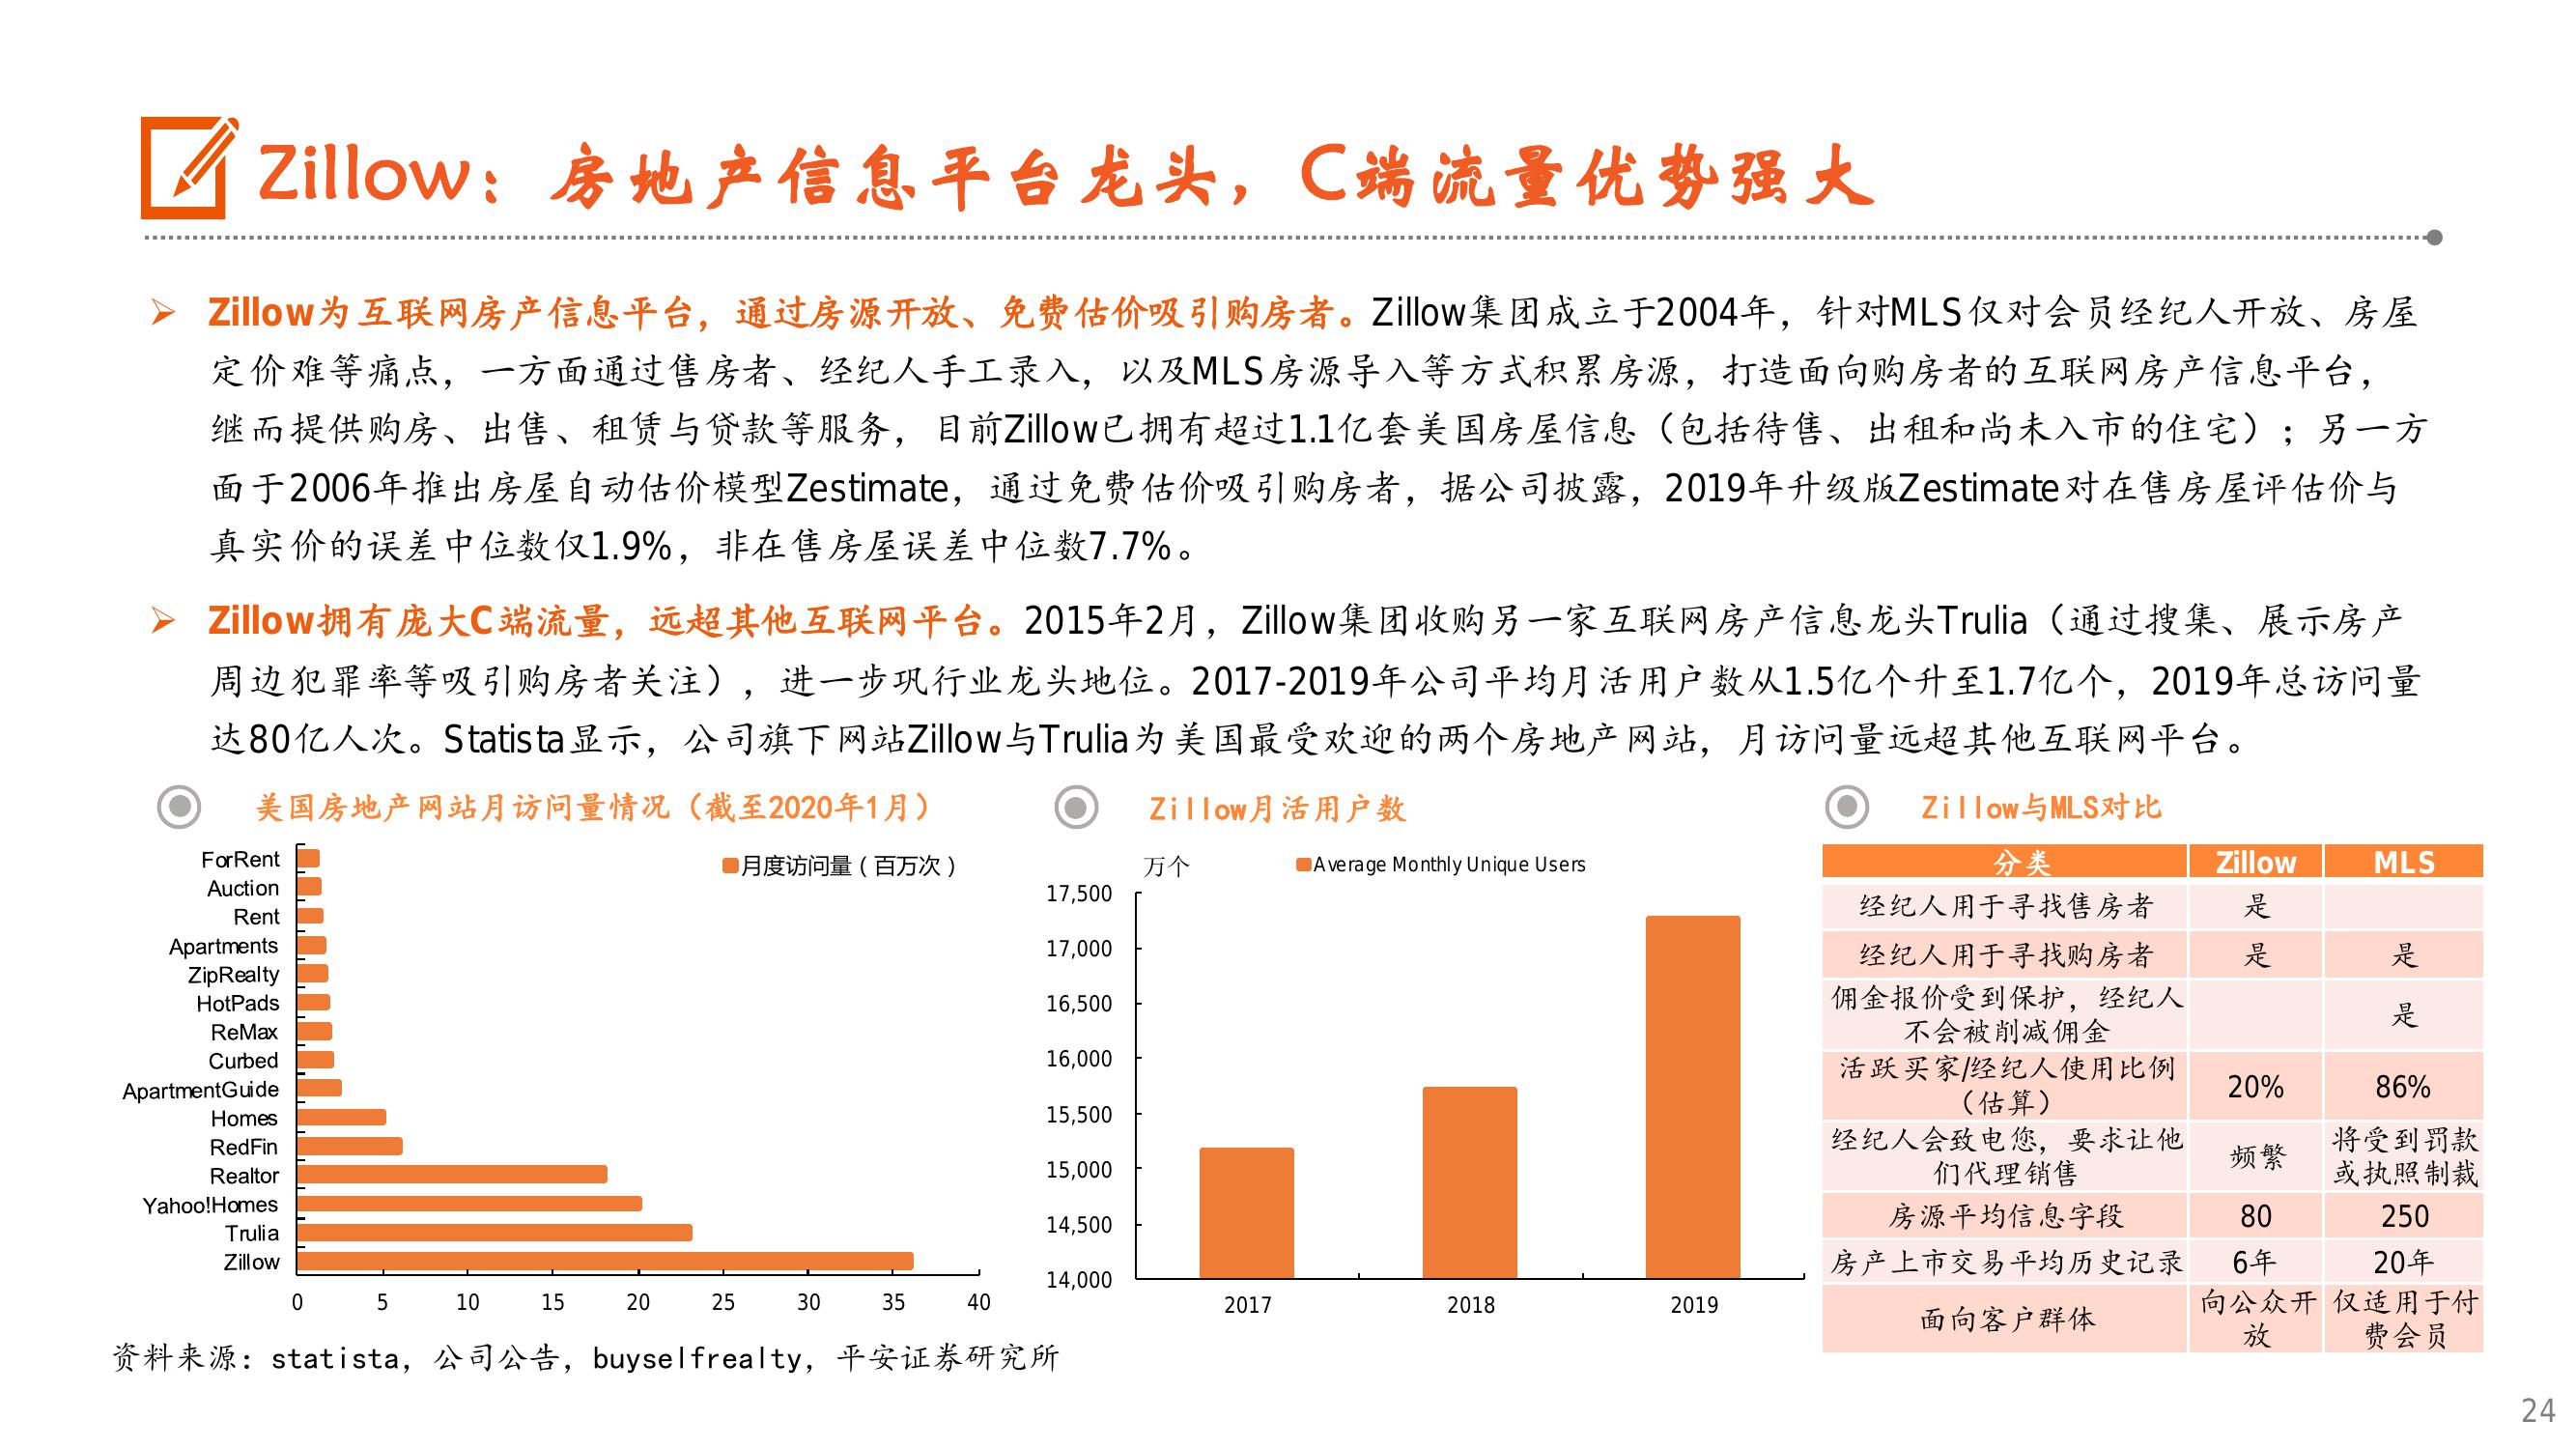 Zillow：房地产信息平台龙头，C端流量优势强大
Zillow为互联网房产信息平台，通过房源开放、免费估价吸引购房者。Zillow集团成立于2004年，针对MLS仅对会员经纪人开放、房屋
定价难等痛点，一方面通过售房者、经纪人手工录入，以及MLS房源导入等方式积累房源，打造面向购房者的互联网房产信息平台，
继而提供购房、出售、租赁与贷款等服务，目前Zillow已拥有超过1.1亿套美国房屋信息（包括待售、出租和尚未入市的住宅）；另一方
面于2006年推出房屋自动估价模型Zestimate，通过免费估价吸引购房者，据公司披露，2019年升级版Zestimate对在售房屋评估价与
真实价的误差中位数仅1.9%，非在售房屋误差中位数7.7%。
Zillow拥有庞大C端流量，远超其他互联网平台。2015年2月，Zillow集团收购另一家互联网房产信息龙头Trulia（通过搜集、展示房产
周边犯罪率等吸引购房者关注），进一步巩行业龙头地位。2017-2019年公司平均月活用户数从1.5亿个升至1.7亿个，2019年总访问量
达80亿人次。Statista显示，公司旗下网站Zillow与Trulia为美国最受欢迎的两个房地产网站，月访问量远超其他互联网平台。
美国房地产网站月访问量情况（截至2020年1月）
月度访问量（百万次）
ForRent
Auction
Rent
Apartments
ZipRealty
HotPads
ReMax
Curbed
ApartmentGuide
Homes
RedFin
Realtor
Yahoo!Homes
Trulia
Zillow
0 5 10 15 20 25 30 35 40
Zillow月活用户数
万个
Average Monthly Unique Users
17,500
17,000
16,500
16,000
15,500
15,000
14,500
14,000
2017 2018 2019
Zillow与MLS对比
分类 Zillow MLS
经纪人用于寻找售房者 是
经纪人用于寻找购房者 是 是
佣金报价受到保护，经纪人
不会被削减佣金 是
活跃买家/经纪人使用比例
（估算） 20% 86%
经纪人会致电您，要求让他
们代理销售 频繁 将受到罚款
或执照制裁
房源平均信息字段 80 250
房产上市交易平均历史记录 6年 20年
面向客户群体 向公众开
放 仅适用于付
费会员
资料来源：statista，公司公告，buyselfrealty，平安证券研究所
24